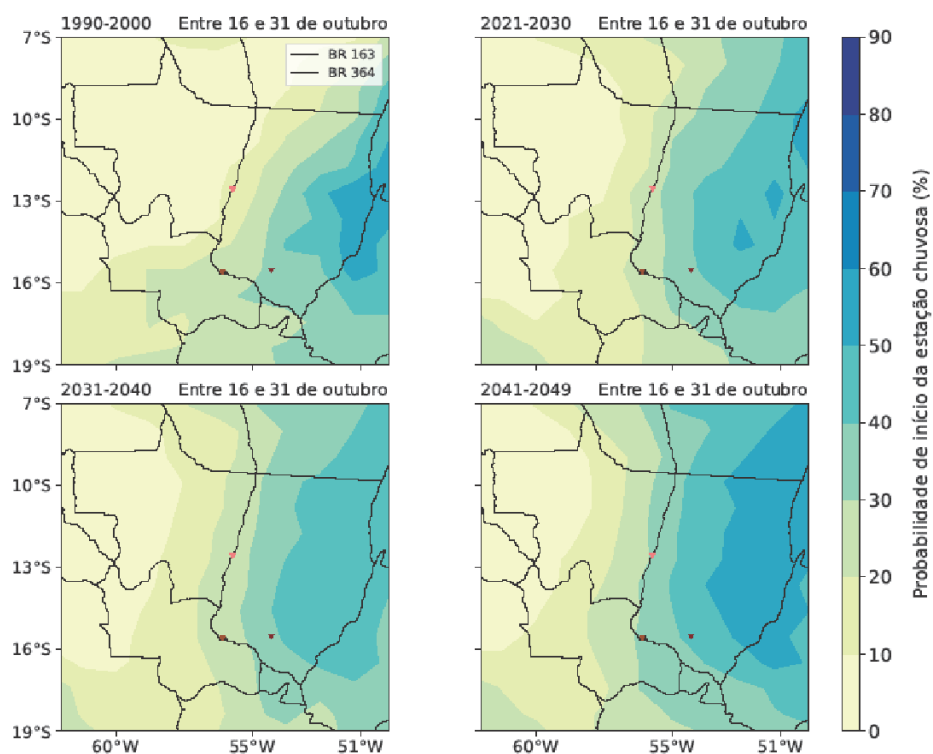 1990-2000 Entre 16 e 31 de outubro
2021-2030 Entre 16 e 31 de outubro
BR 163
BR 364
7°S
10°S
13°S
16°S
19°S
2031-2040 Entre 16 e 31 de outubro
2041-2049 Entre 16 e 31 de outubro
7°S
10°S
13°S
16°S
19°S
60°W 55°W 51°W
60°W 55°W 51°W
90
80
70
60
50
40
30
20
10
0
Probabilidade de início da estação chuvosa (%)